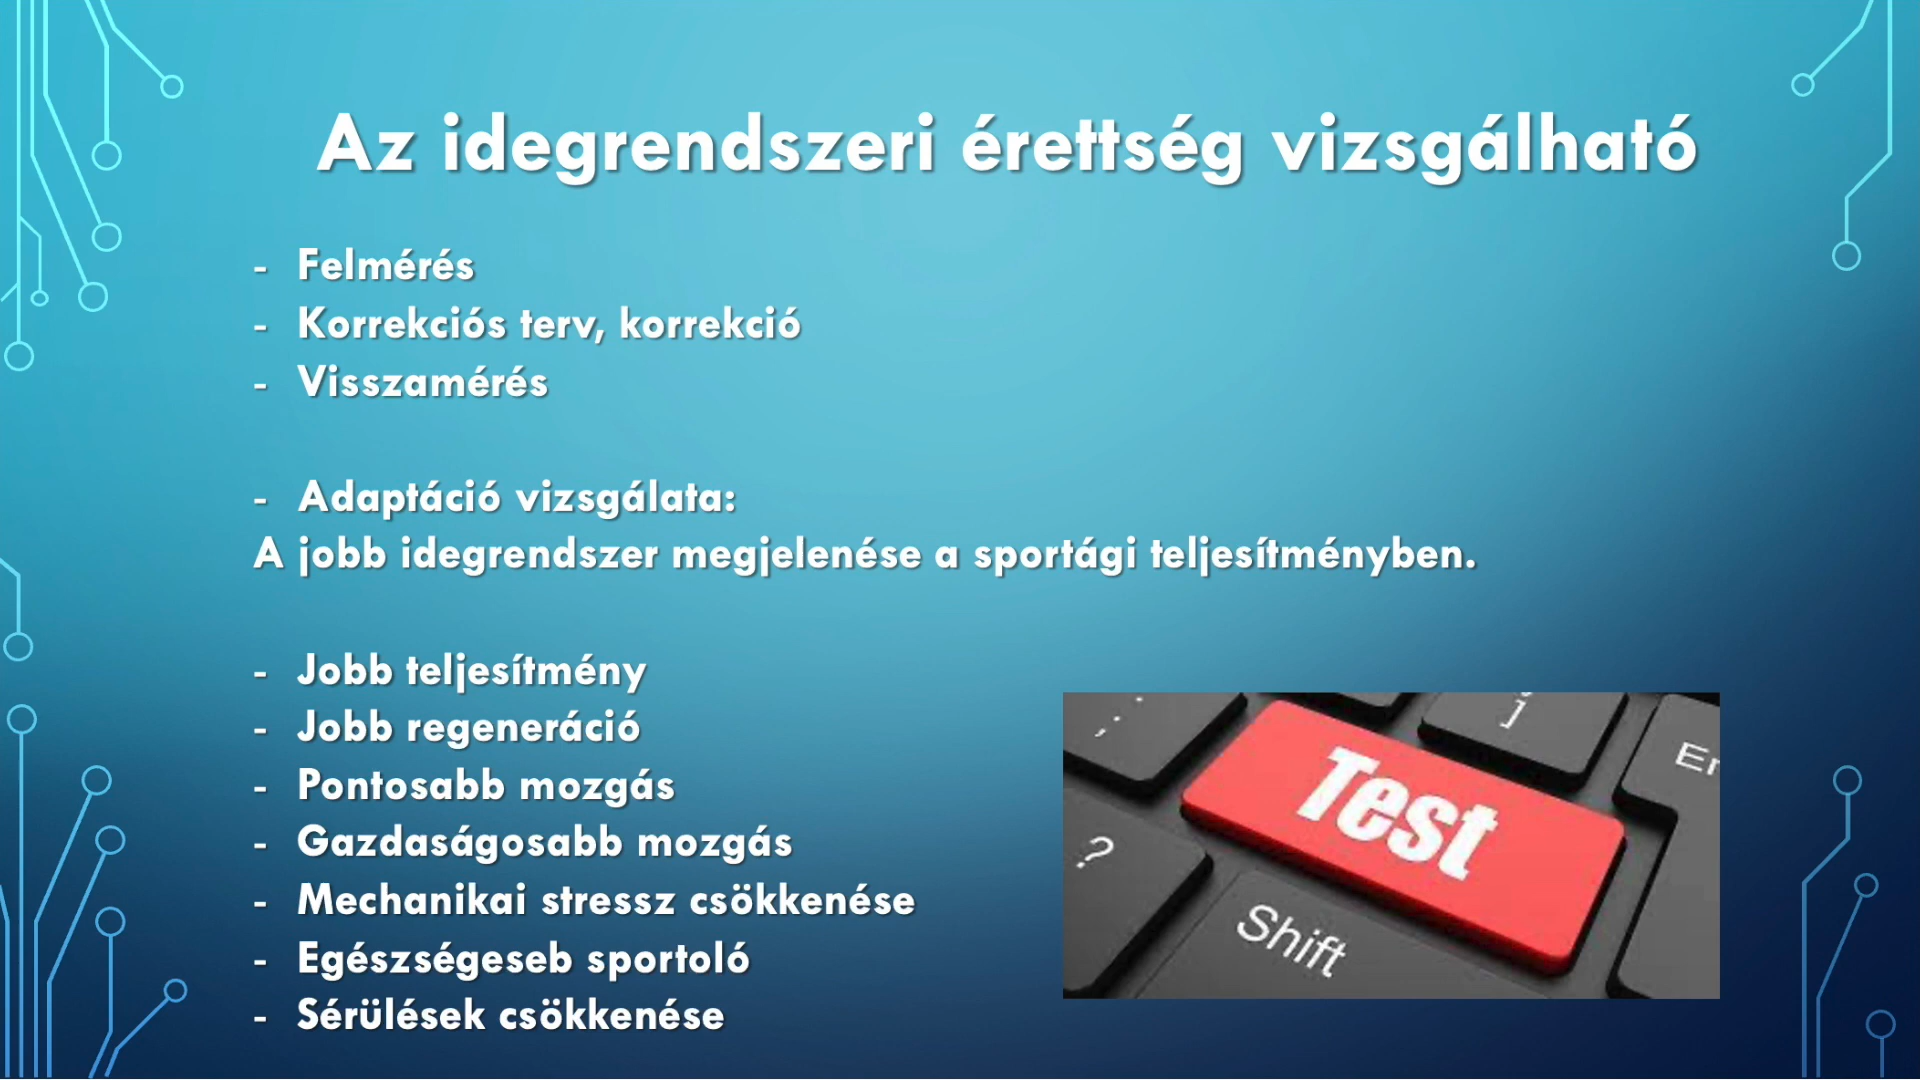 Az idegrendszeri érettség vizsgálható
- Felmérés
- Korrekciós terv, korrekció
- Visszamérés
- Adaptáció vizsgálata:
A jobb idegrendszer megjelenése a sportági teljesítményben.
- Jobb teljesítmény
- Jobb regeneráció
- Pontosabb mozgás
- Gazdaságosabb mozgás
- Mechanikai stressz csökkenése
- Egészségeseb sportoló
- Sérülések csökkenése
;
]
En
Test
?
Shift